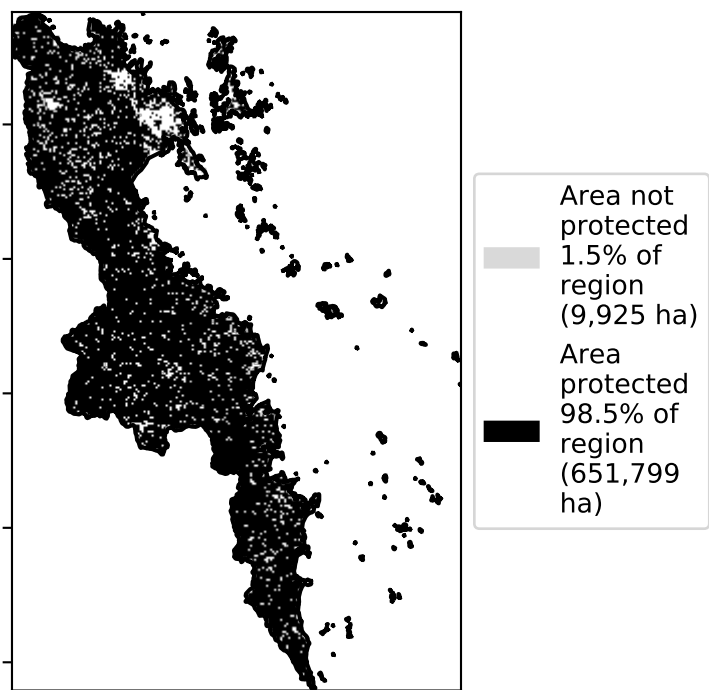 Area not
protected
1.5% of
region
(9,925 ha)
Area
protected
98.5% of
region
(651,799
ha)